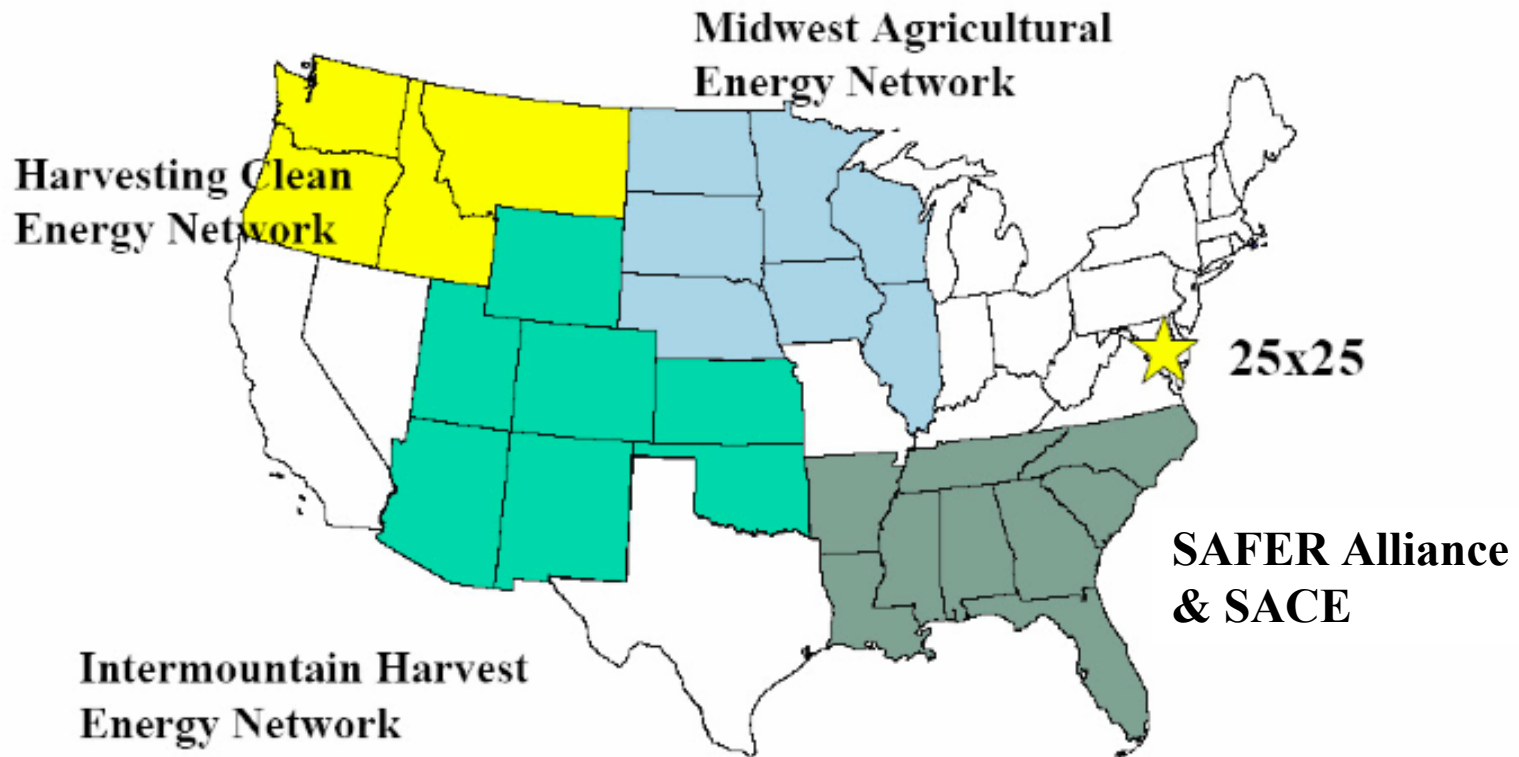 Midwest Agricultural
Energy Network
Harvesting Clean
Energy Network
25x25
SAFER Alliance
& SACE
Intermountain Harvest
Energy Network